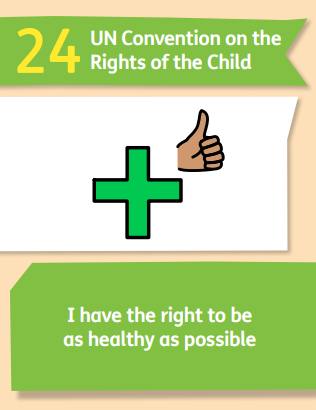 24
UN Convention on the
Rights of the Child
I have the right to be
as healthy as possible